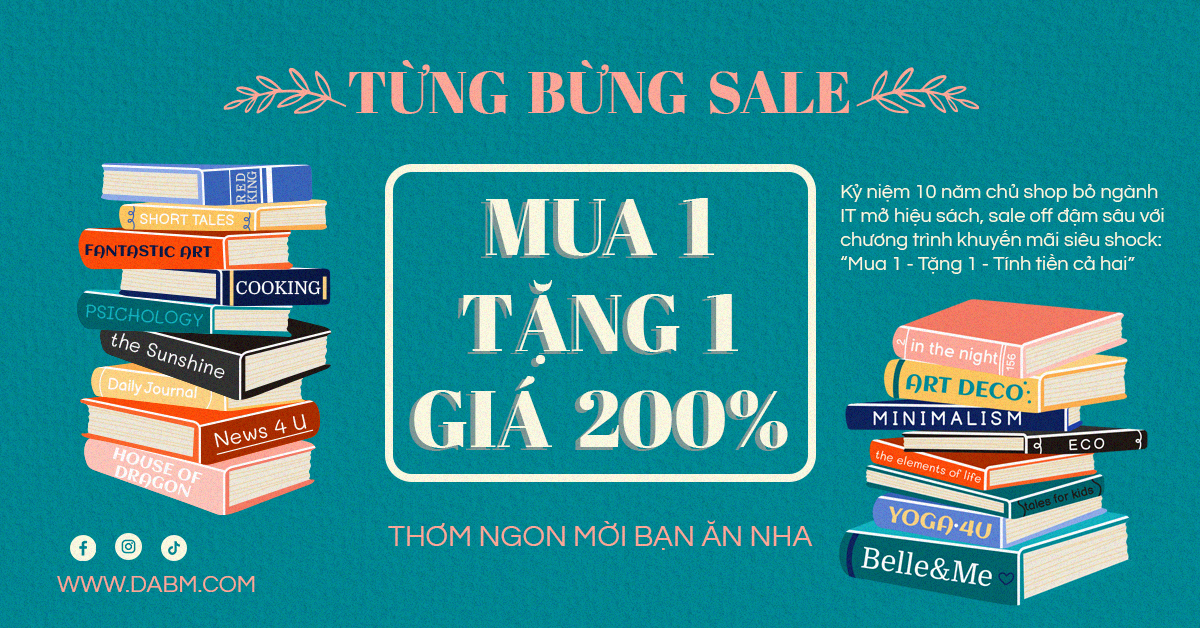 TỪNG BỪNG SALE
RED
KING
SHORT TALES
FANTASTIC ART
COOKING
PSICHOLOGY
the Sunshine
Daily Journal
News 4 U
HOUSE OF
DRAGON
MUA 1
TẶNG 1
GIÁ 200%
Kỷ niệm 10 năm chủ shop bỏ ngành
IT mở hiệu sách, sale off đậm sâu với
chương trình khuyến mãi siêu shock:
“Mua 1 - Tặng 1 - Tính tiền cả hai”
2 in the night 156
ART DECO
MINIMALISM
ECO
the elements of life
tales for kids
YOGA·4U
Belle&Me
THƠM NGON MỜI BẠN ĂN NHA
WWW.DABM.COM